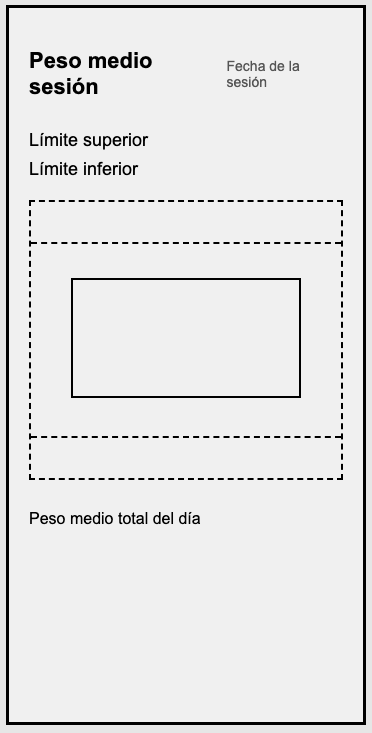 Peso medio
sesión
Fecha de la
sesión
Límite superior
Límite inferior
Peso medio total del día